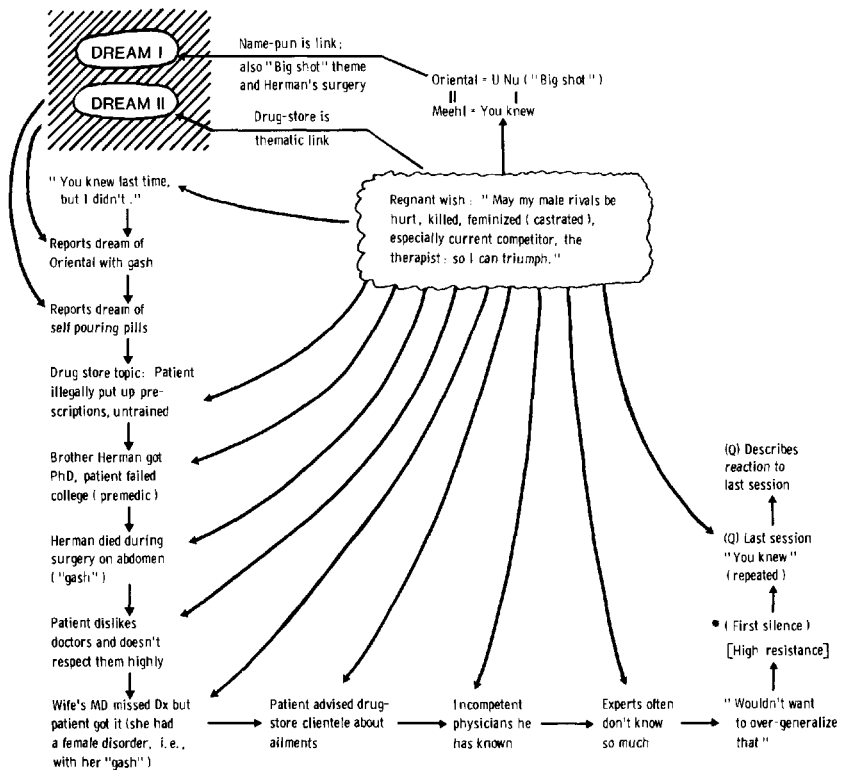 DREAM I
DREAM II
Name-pun is link;
also "Big shot" theme
and Herman's surgery
Oriental = U Nu ("Big shot")
Meehl = You knew
Drug-store is
thematic link
"You knew last time,
but I didn't."
Regnant wish: "May my male rivals be
hurt, killed, feminized (castrated),
especially current competitor, the
therapist: so I can triumph."
Reports dream of
Oriental with gash
Reports dream of
self pouring pills
Drug store topic: Patient
illegally put up pre-
scriptions, untrained
Brother Herman got
PhD, patient failed
college (premedic)
Herman died during
surgery on abdomen
("gash")
Patient dislikes
doctors and doesn't
respect them highly
Wife's MD missed Dx but
patient got it (she had
a female disorder, i.e.,
with her "gash")
Patient advised drug-
store clientele about
ailments
Incompetent
physicians he
has known
Experts often
don't know
so much
"Wouldn't want
to over-generalize
that"
[High resistance]
(First silence)
(Q) Last session
"You knew"
(repeated)
(Q) Describes
reaction to
last session